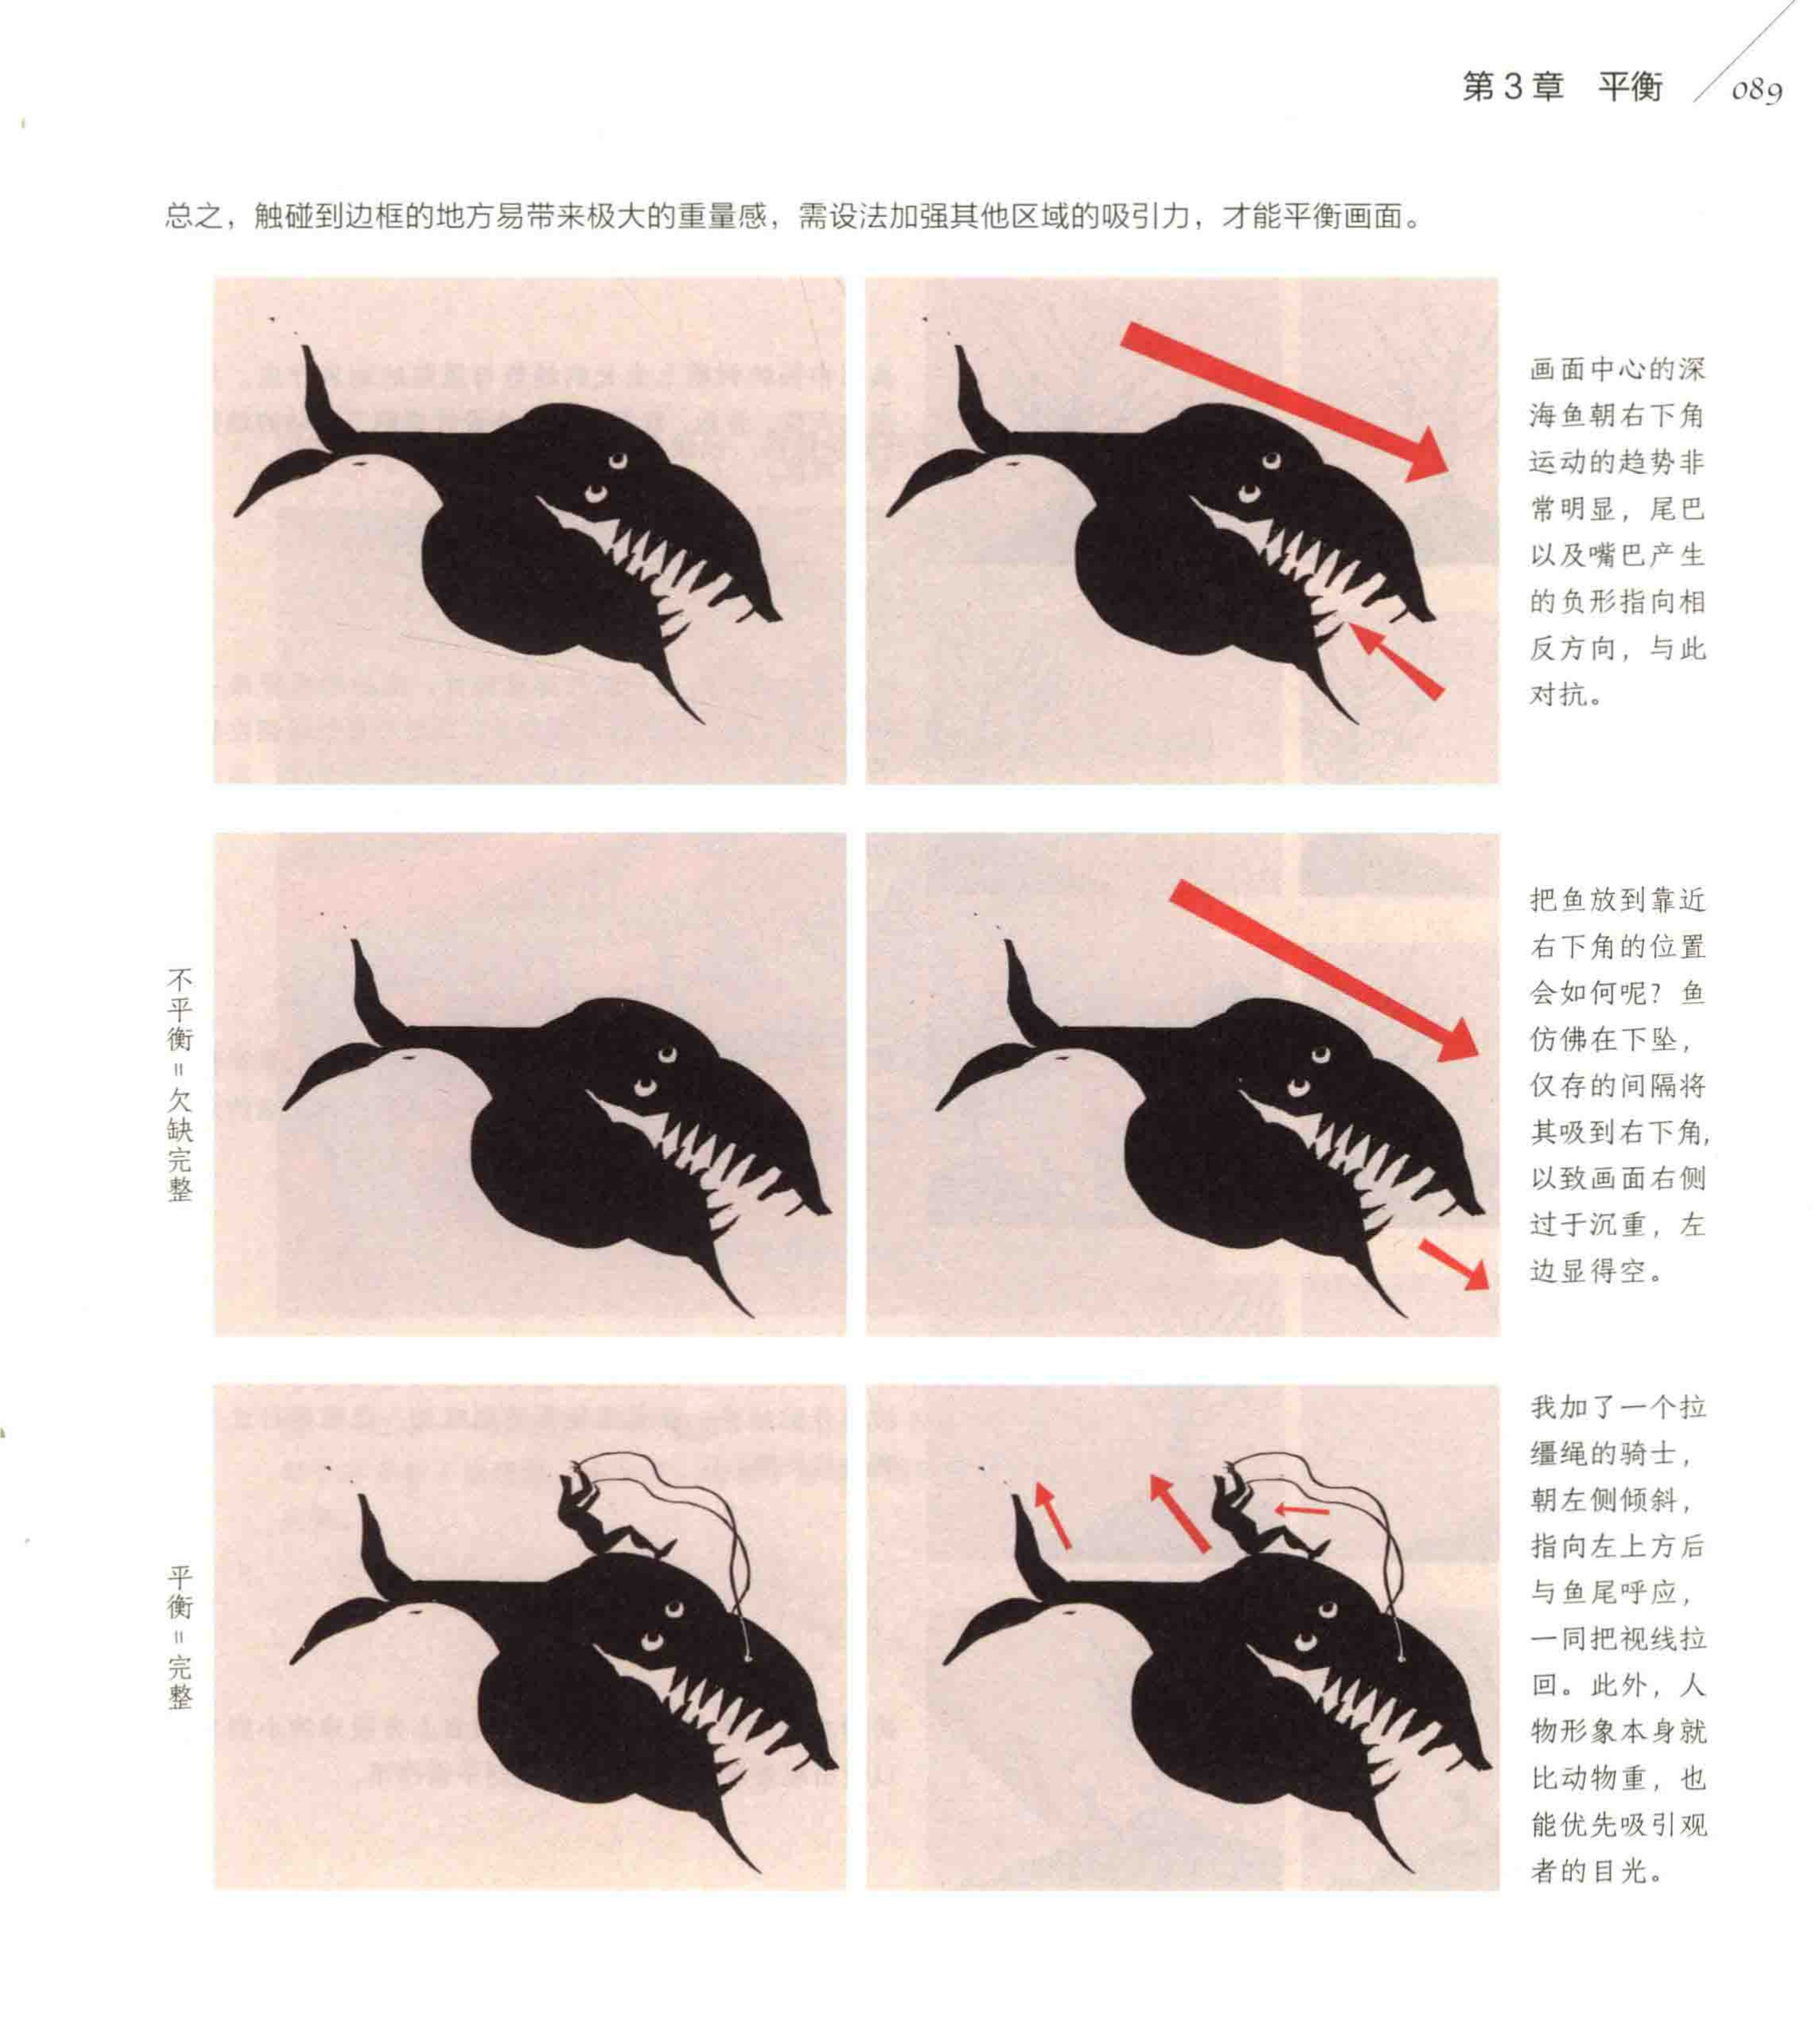 第3章 平衡 089
总之，触碰到边框的地方易带来极大的重量感，需设法加强其他区域的吸引力，才能平衡画面。
画面中心的深
海鱼朝右下角
运动的趋势非
常明显，尾巴
以及嘴巴产生
的负形指向相
反方向，与此
对抗。
不平衡=欠缺完整
把鱼放到靠近
右下角的位置
会如何呢？鱼
仿佛在下坠，
仅存的间隔将
其吸到右下角，
以致画面右侧
过于沉重，左
边显得空。
平衡=完整
我加了一个拉
缰绳的骑士，
朝左侧倾斜，
指向左上方后
与鱼尾呼应，
一同把视线拉
回。此外，人
物形象本身就
比动物重，也
能优先吸引观
者的目光。